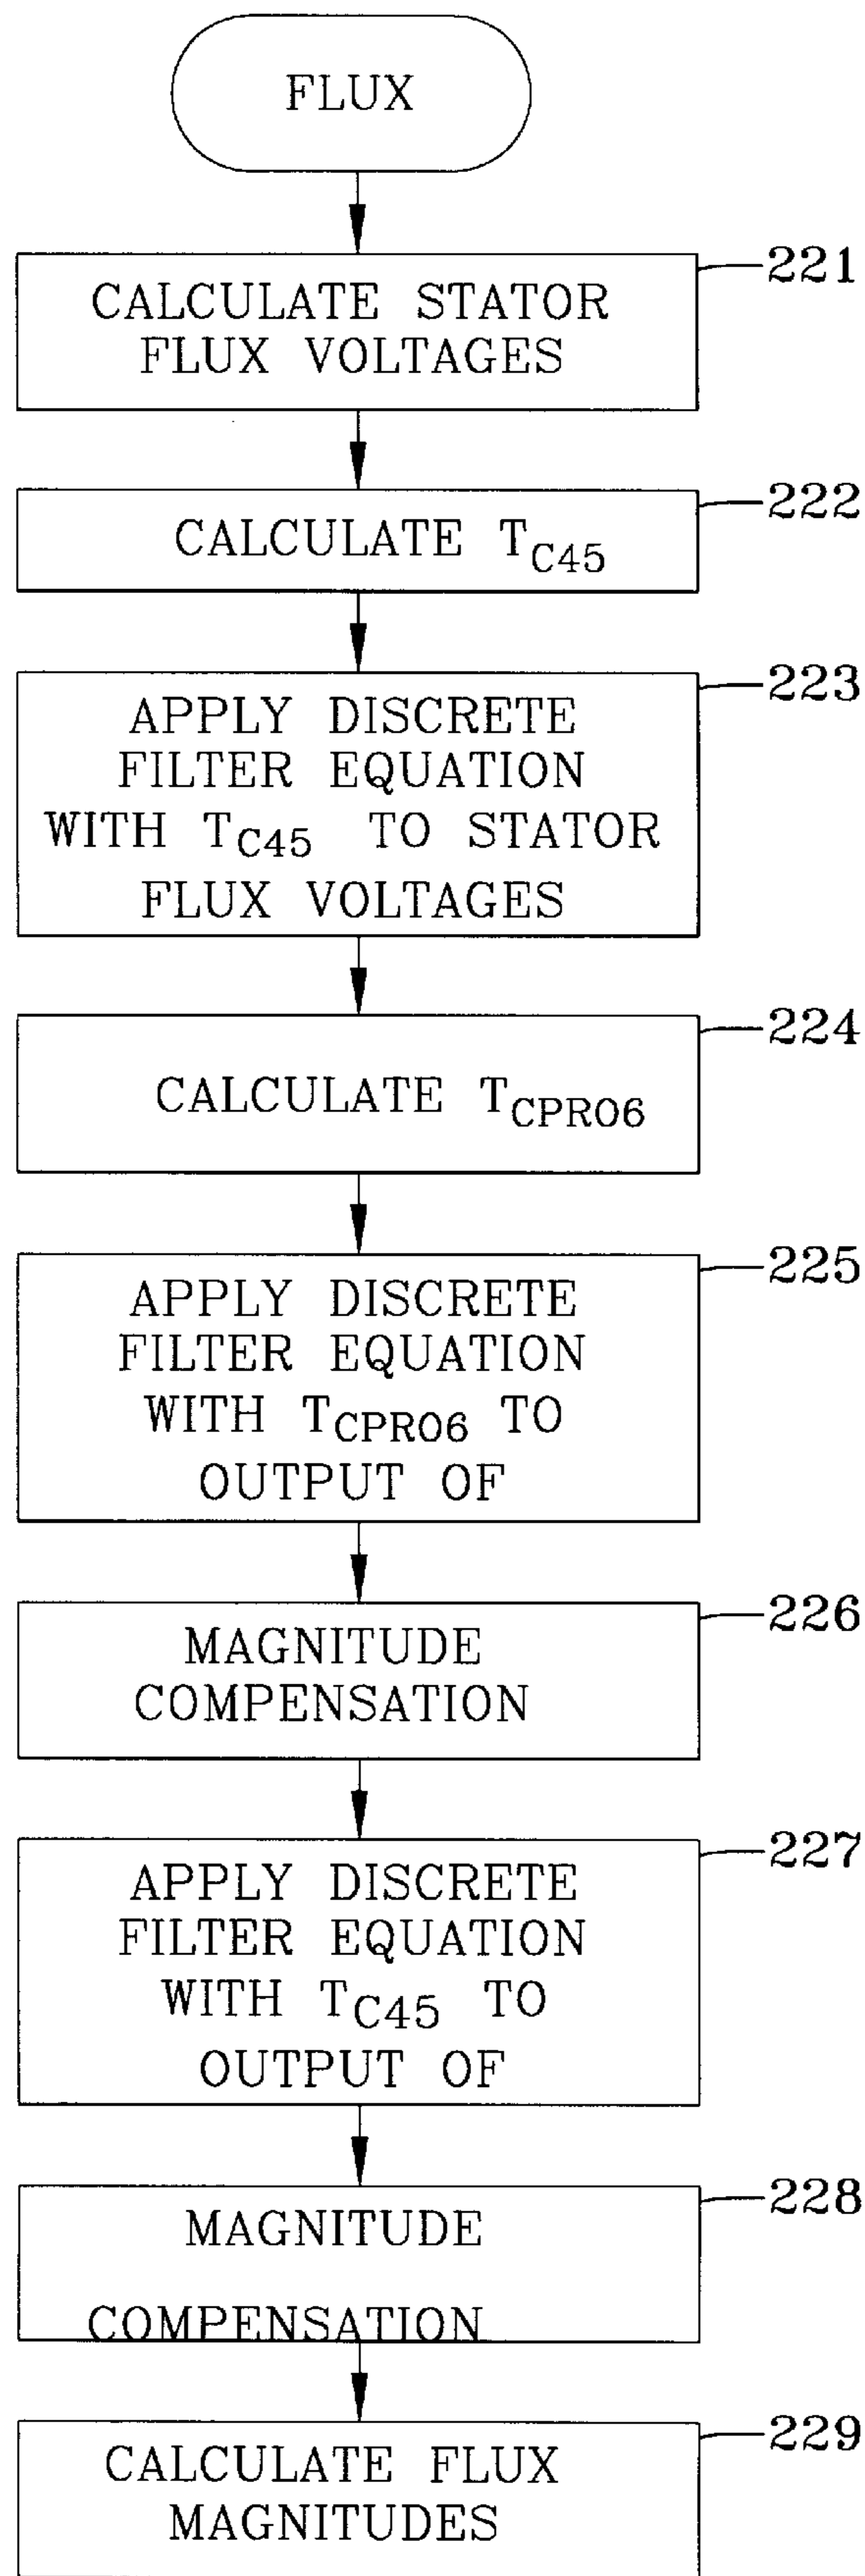 FLUX
221
CALCULATE STATOR
FLUX VOLTAGES
222
CALCULATE T_C45
223
APPLY DISCRETE
FILTER EQUATION
WITH T_C45 TO STATOR
FLUX VOLTAGES
224
CALCULATE T_CPRO6
225
APPLY DISCRETE
FILTER EQUATION
WITH T_CPRO6 TO
OUTPUT OF
226
MAGNITUDE
COMPENSATION
227
APPLY DISCRETE
FILTER EQUATION
WITH T_C45 TO
OUTPUT OF
228
MAGNITUDE
COMPENSATION
229
CALCULATE FLUX
MAGNITUDES